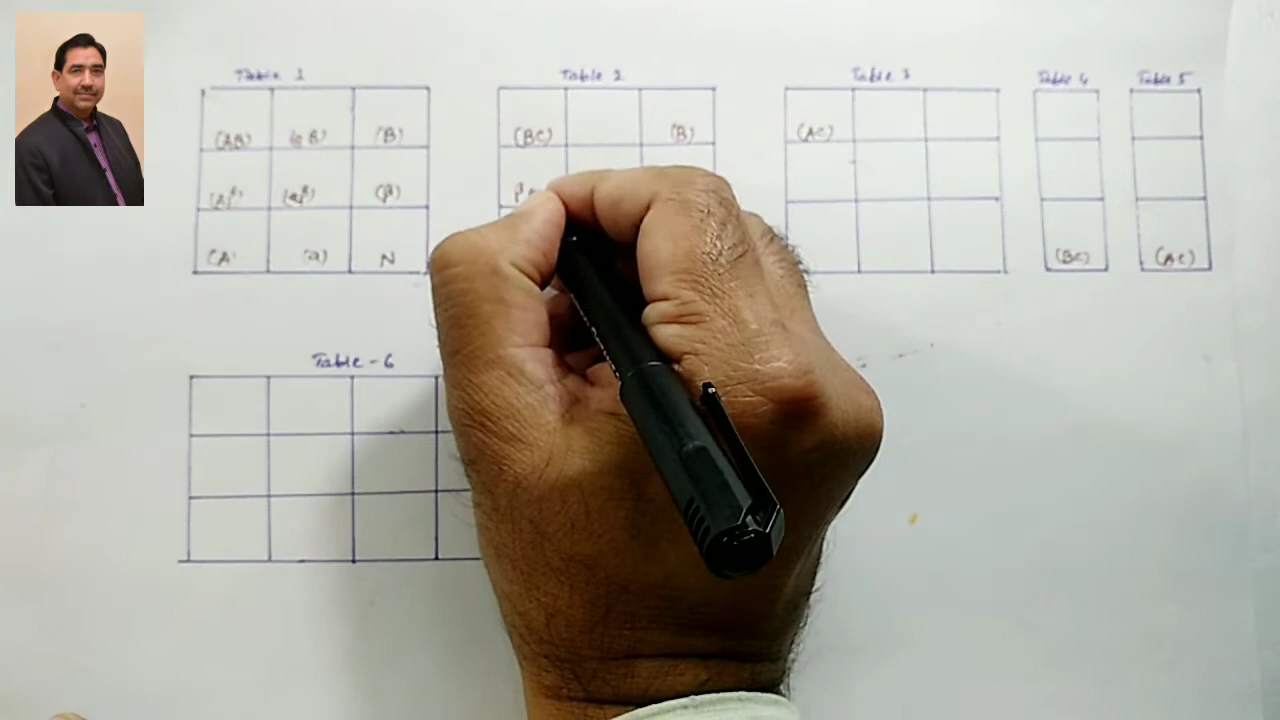 Table 1 Table 2 Table 3 Table 4 Table 5
(AB) (αB) (B) (BC) (B) (AC)
(Aβ) (αβ) (β)
(A) (α) N (BC) (AC)
Table - 6